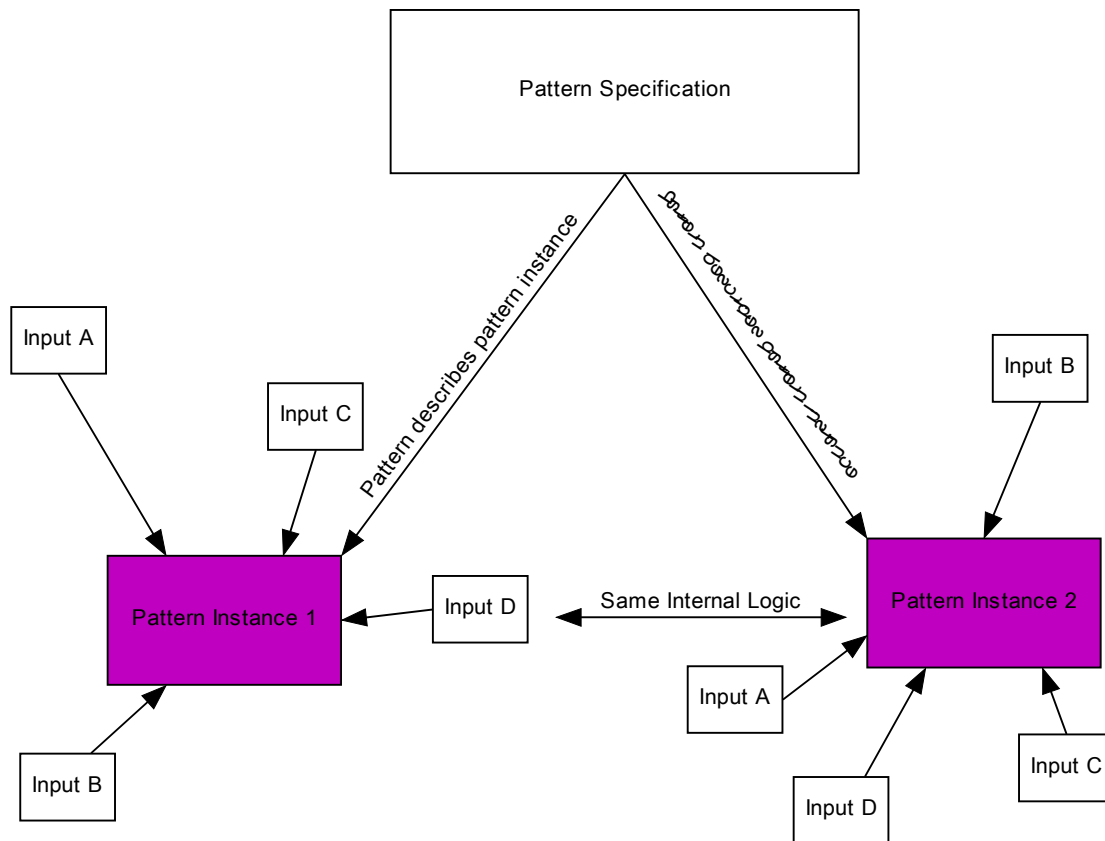 Pattern Specification
Pattern describes pattern instance
Input A
Input C
Input B
Pattern Instance 1
Input D
Same Internal Logic
Pattern Instance 2
Input A
Input B
Input D
Input C